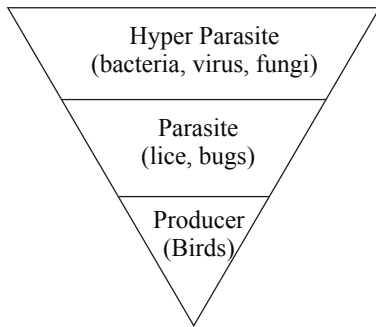 Hyper Parasite
(bacteria, virus, fungi)
Parasite
(lice, bugs)
Producer
(Birds)